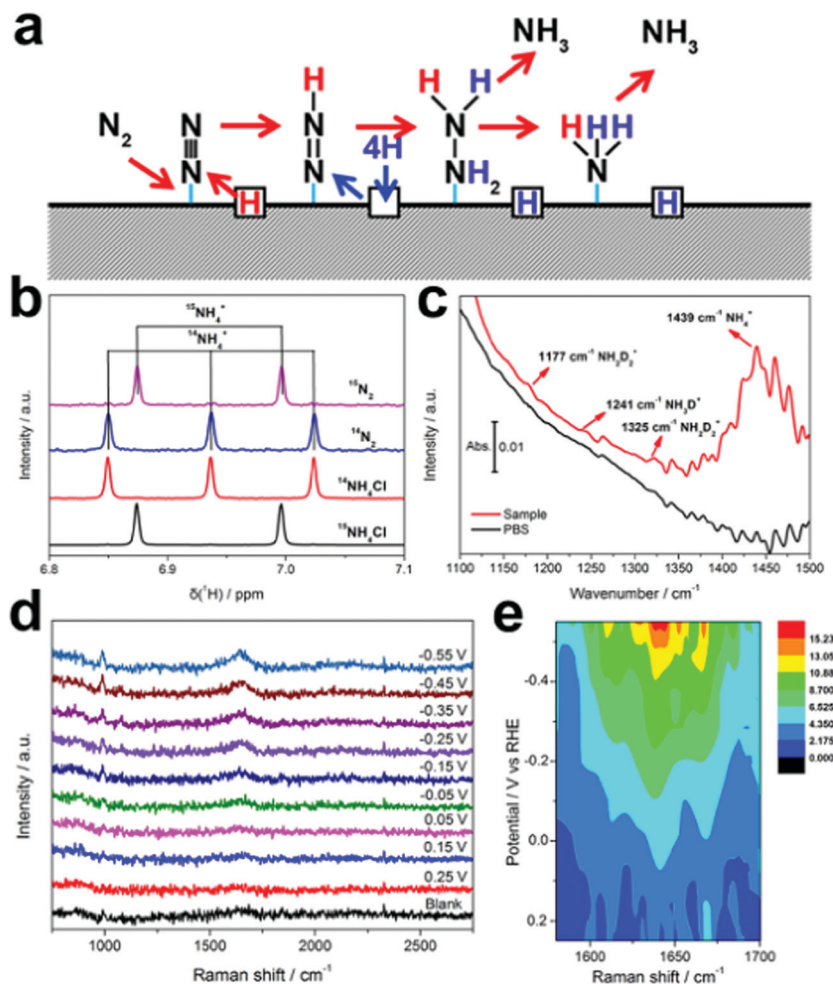 a
NH3 NH3
H H H
N2 N N N H H H
N N 4H NH2 N
H H H
b
15NH4+
14NH4+
15N2
14N2
14NH4Cl
15NH4Cl
Intensity / a.u.
6.8 6.9 7.0 7.1
δ(1H) / ppm
c
1439 cm-1 NH4+
1177 cm-1 NH2D2+
1241 cm-1 NH3D+
1325 cm-1 NH2D2+
Abs. 0.01
Sample
PBS
Intensity / a.u.
1100 1150 1200 1250 1300 1350 1400 1450 1500
Wavenumber / cm-1
d
-0.55 V
-0.45 V
-0.35 V
-0.25 V
-0.15 V
-0.05 V
0.05 V
0.15 V
0.25 V
Blank
Intensity / a.u.
1000 1500 2000 2500
Raman shift / cm-1
e
15.23
13.05
10.88
8.700
6.525
4.350
2.175
0.000
Potential / V vs RHE
-0.4
-0.2
0.0
0.2
1600 1650 1700
Raman shift / cm-1